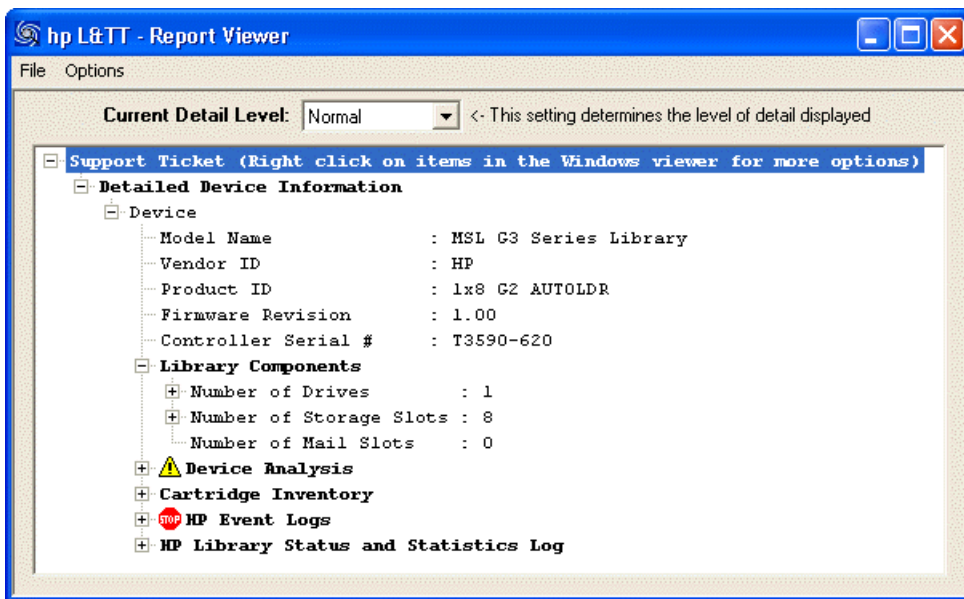 hp L&TT - Report Viewer
File Options
Current Detail Level: Normal <- This setting determines the level of detail displayed
Support Ticket (Right click on items in the Windows viewer for more options)
Detailed Device Information
Device
Model Name : MSL G3 Series Library
Vendor ID : HP
Product ID : 1x8 G2 AUTOLDR
Firmware Revision : 1.00
Controller Serial # : T3590-620
Library Components
Number of Drives : 1
Number of Storage Slots : 8
Number of Mail Slots : 0
Device Analysis
Cartridge Inventory
STOP HP Event Logs
HP Library Status and Statistics Log